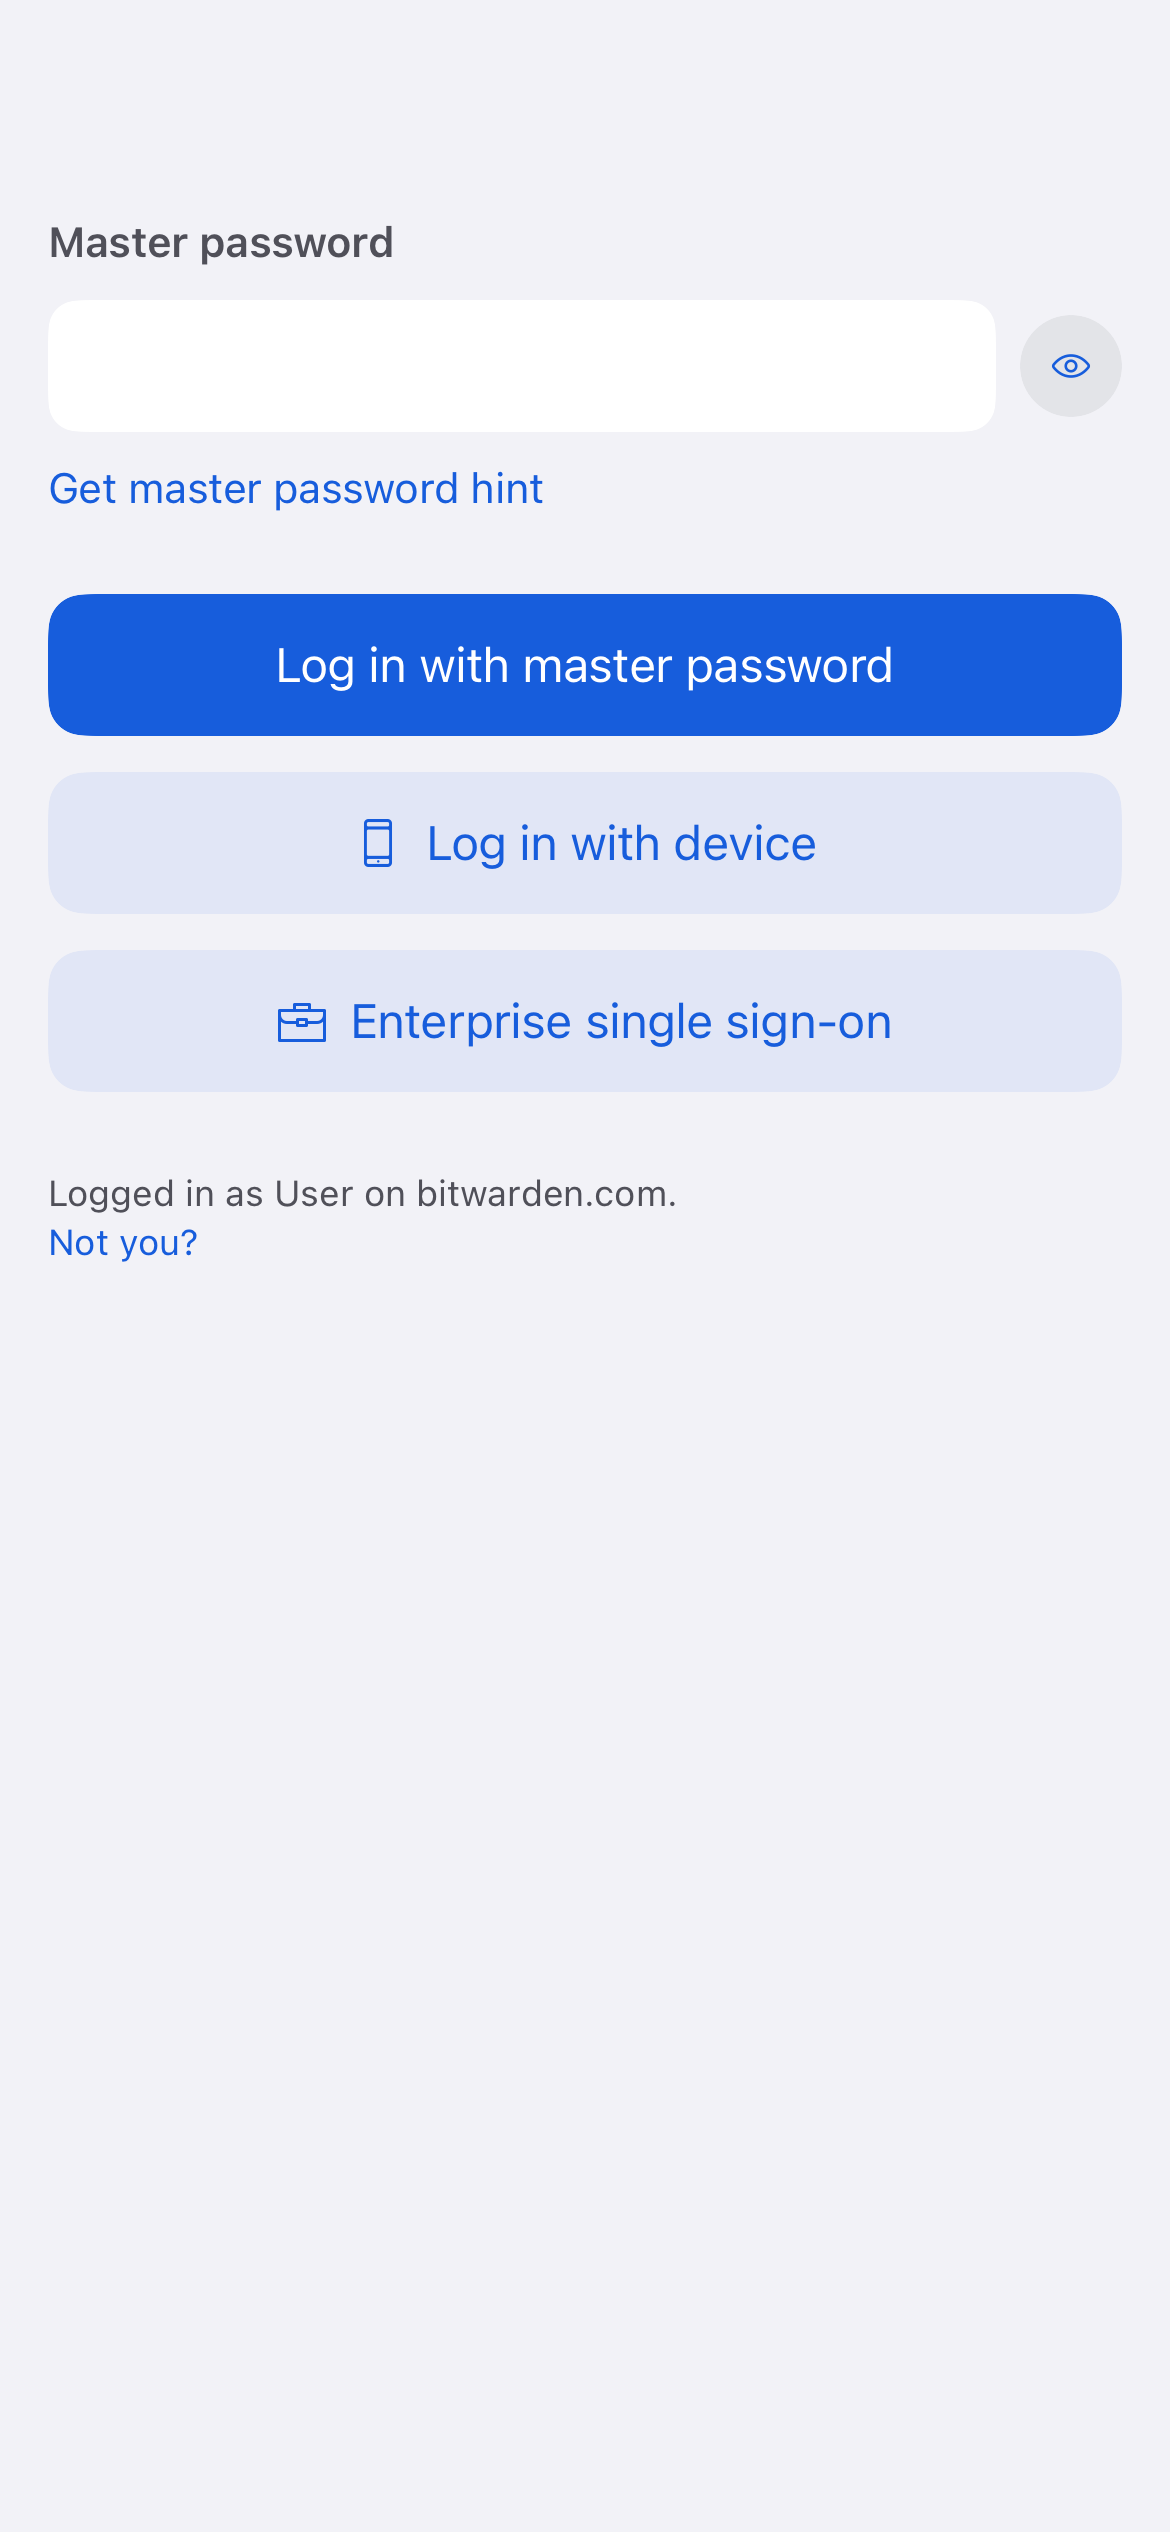 Master password
Get master password hint
Log in with master password
Log in with device
Enterprise single sign-on
Logged in as User on bitwarden.com.
Not you?